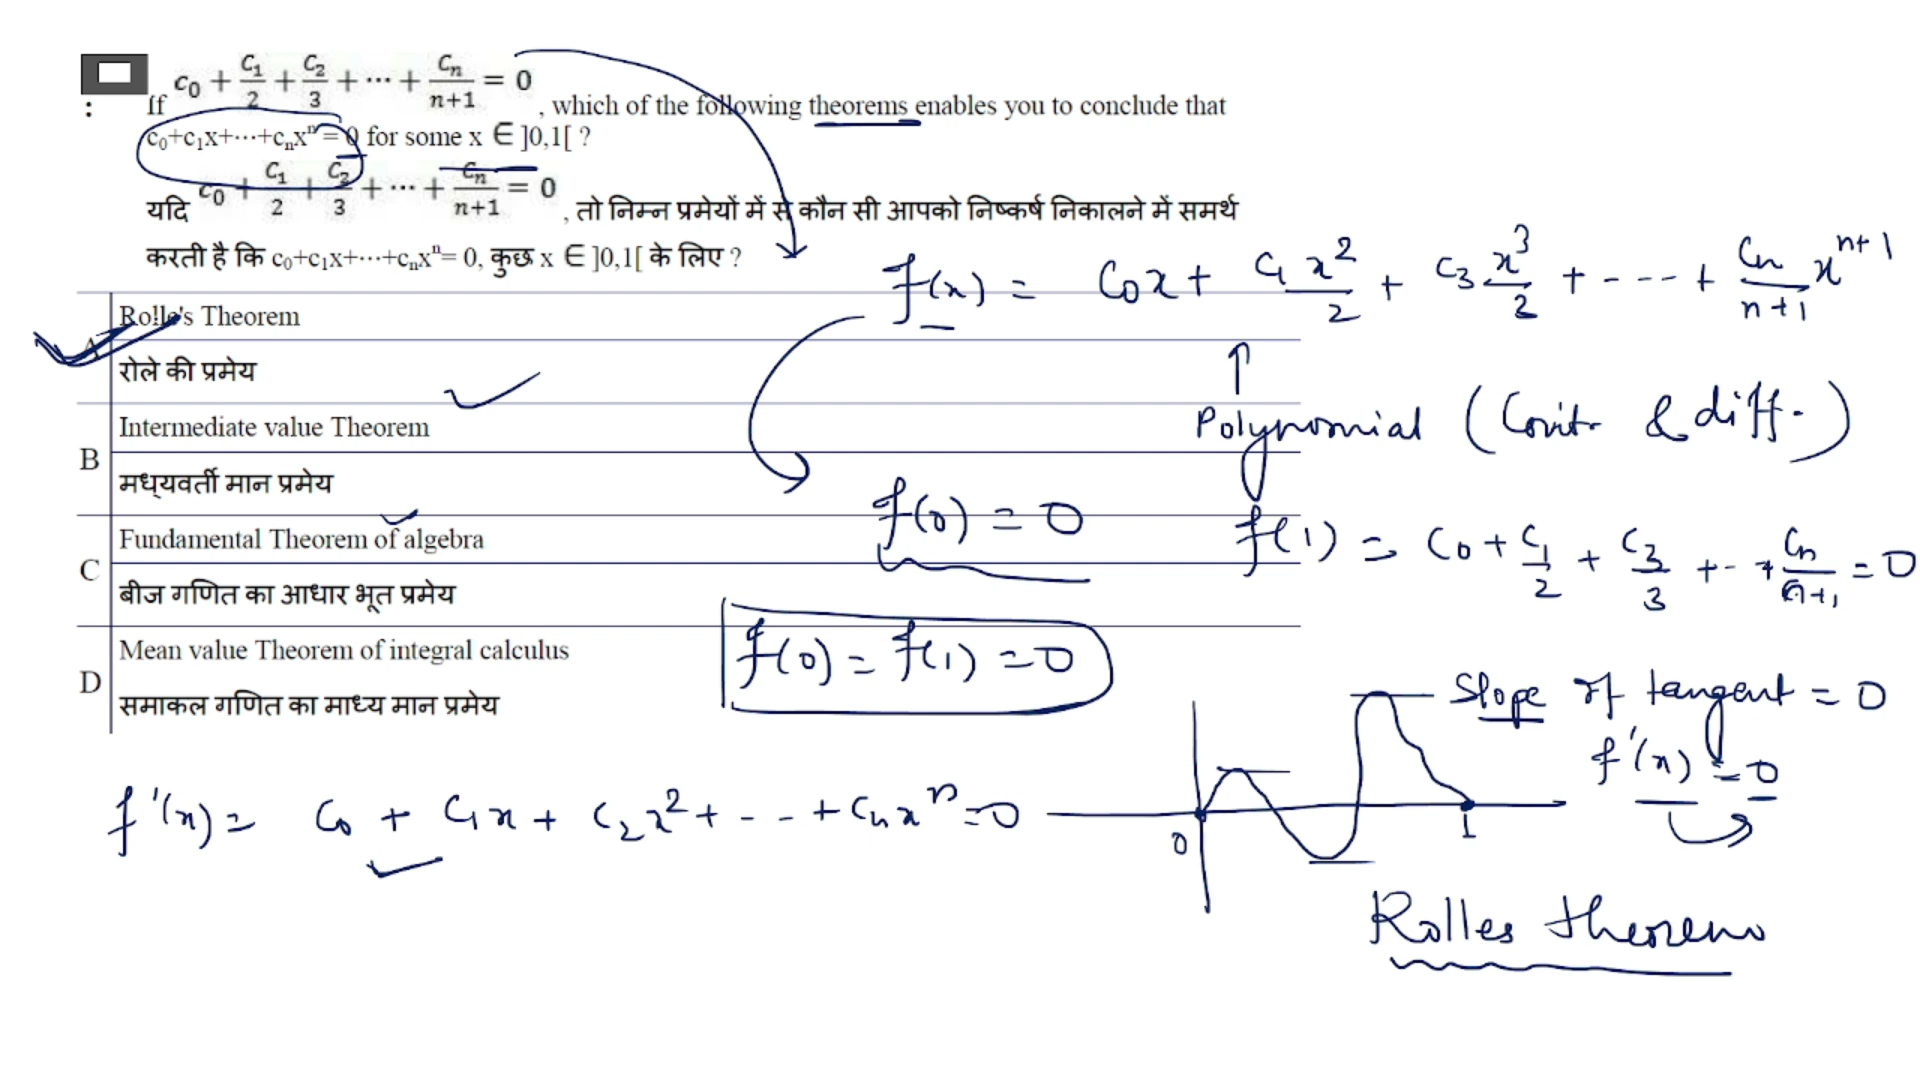 : If c₀ + C₁/2 + C₂/3 + ⋯ + Cₙ/n+1 = 0 , which of the following theorems enables you to conclude that
c₀+c₁x+⋯+cₙxⁿ= 0 for some x ∈ ]0,1[ ?
यदि c₀ + C₁/2 + C₂/3 + ⋯ + Cₙ/n+1 = 0 , तो निम्न प्रमेयों में से कौन सी आपको निष्कर्ष निकालने में समर्थ
करती है कि c₀+c₁x+⋯+cₙxⁿ= 0, कुछ x ∈ ]0,1[ के लिए ?
f(x) = C₀x + C₁x²/2 + C₃ x³/3 + ---- + Cₙ/n+1 xⁿ⁺¹
A Rolle's Theorem
रोले की प्रमेय
↑
Polynomial (Cont. & diff.)
B Intermediate value Theorem
मध्यवर्ती मान प्रमेय
f(0) = 0
f(1) = C₀ + C₁/2 + C₂/3 + -- + Cₙ/n+1 = 0
C Fundamental Theorem of algebra
बीज गणित का आधार भूत प्रमेय
f(0) = f(1) = 0
D Mean value Theorem of integral calculus
समाकल गणित का माध्य मान प्रमेय
Slope of tangent = 0
f'(x) = 0
f'(x) = C₀ + C₁x + C₂x² + --- + Cₙxⁿ = 0
0 1
Rolles theorem